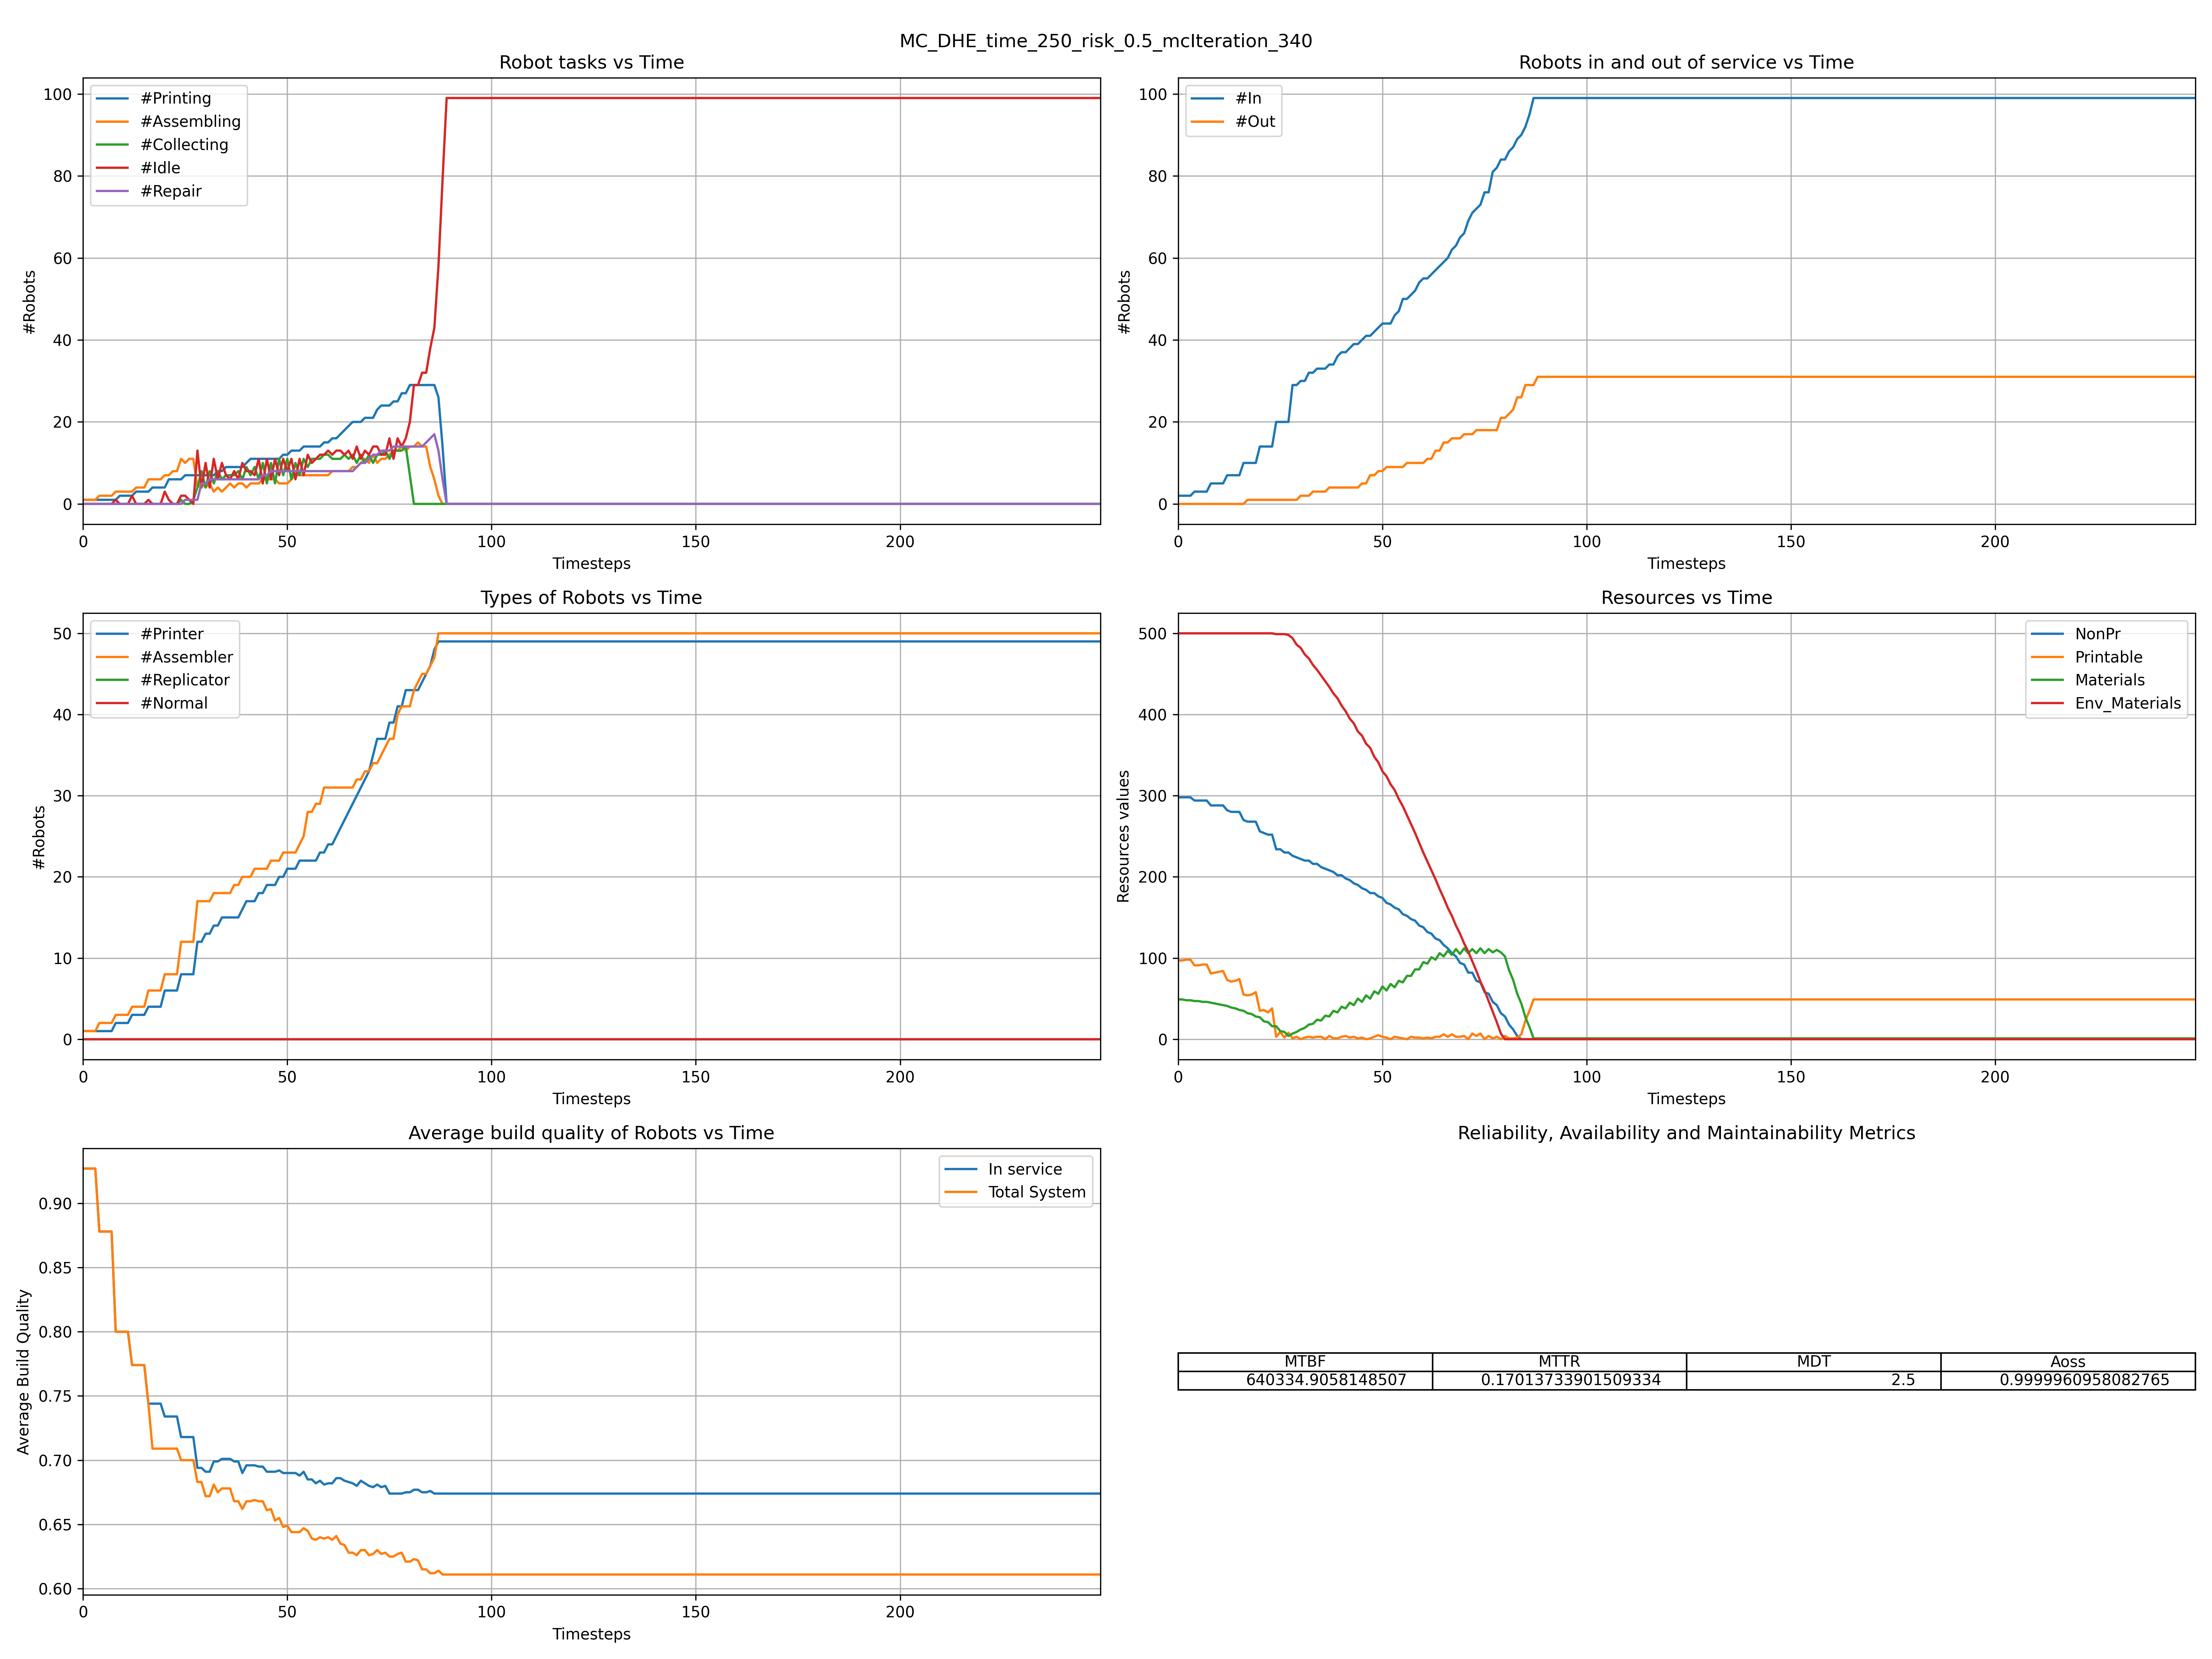 MC_DHE_time_250_risk_0.5_mcIteration_340
Robot tasks vs Time
#Printing
#Assembling
#Collecting
#Idle
#Repair
100
80
60
40
20
0
#Robots
0 50 100 150 200
Timesteps
Robots in and out of service vs Time
#In
#Out
100
80
60
40
20
0
#Robots
0 50 100 150 200
Timesteps
Types of Robots vs Time
#Printer
#Assembler
#Replicator
#Normal
50
40
30
20
10
0
#Robots
0 50 100 150 200
Timesteps
Resources vs Time
NonPr
Printable
Materials
Env_Materials
500
400
300
200
100
0
Resources values
0 50 100 150 200
Timesteps
Average build quality of Robots vs Time
In service
Total System
0.90
0.85
0.80
0.75
0.70
0.65
0.60
Average Build Quality
0 50 100 150 200
Timesteps
Reliability, Availability and Maintainability Metrics
MTBF MTTR MDT Aoss
640334.9058148507 0.17013733901509334 2.5 0.9999960958082765